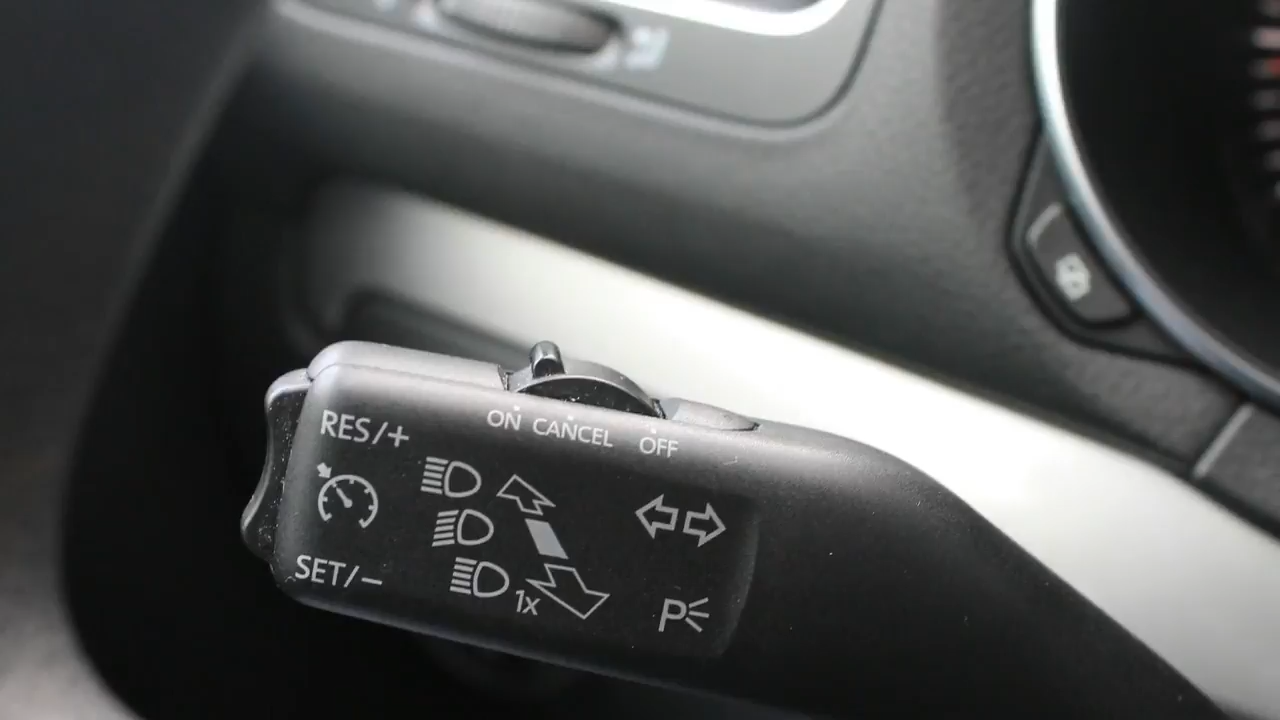 RES/+
ON CANCEL OFF
SET/−
1x
P